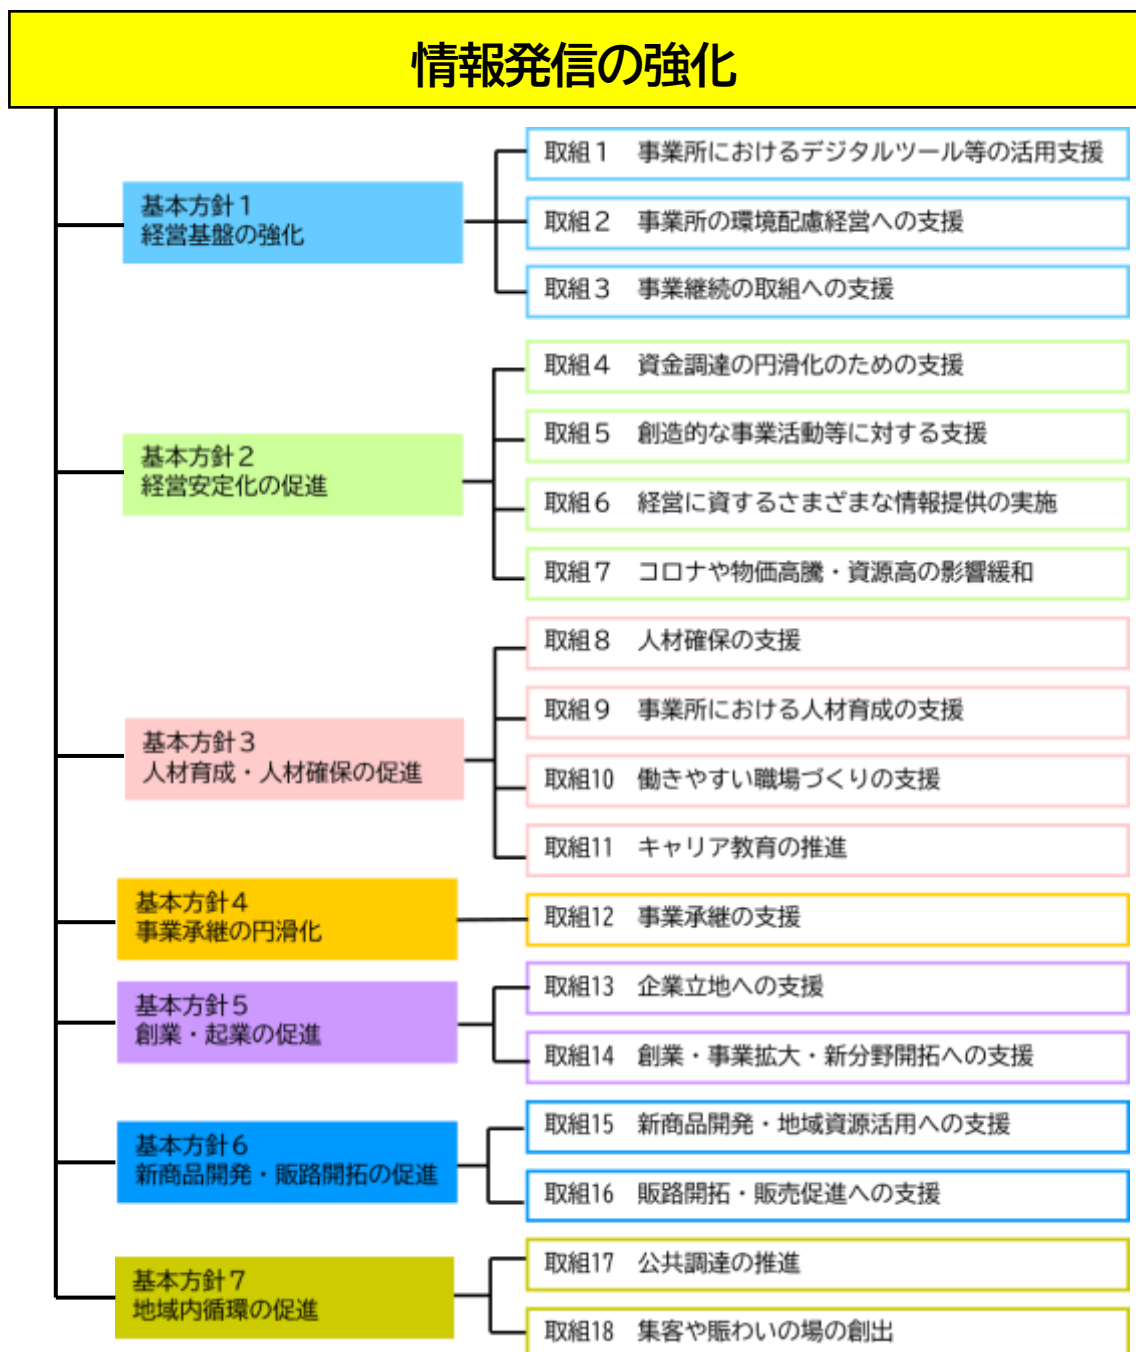 情報発信の強化
基本方針１
経営基盤の強化
取組１　事業所におけるデジタルツール等の活用支援
取組２　事業所の環境配慮経営への支援
取組３　事業継続の取組への支援
基本方針２
経営安定化の促進
取組４　資金調達の円滑化のための支援
取組５　創造的な事業活動等に対する支援
取組６　経営に資するさまざまな情報提供の実施
取組７　コロナや物価高騰・資源高の影響緩和
基本方針３
人材育成・人材確保の促進
取組８　人材確保の支援
取組９　事業所における人材育成の支援
取組10　働きやすい職場づくりの支援
取組11　キャリア教育の推進
基本方針４
事業承継の円滑化
取組12　事業承継の支援
基本方針５
創業・起業の促進
取組13　企業立地への支援
取組14　創業・事業拡大・新分野開拓への支援
基本方針６
新商品開発・販路開拓の促進
取組15　新商品開発・地域資源活用への支援
取組16　販路開拓・販売促進への支援
基本方針７
地域内循環の促進
取組17　公共調達の推進
取組18　集客や賑わいの場の創出